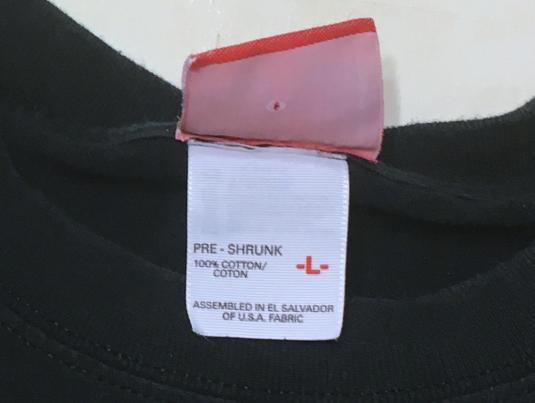 PRE - SHRUNK
100% COTTON/
COTON
-L-
ASSEMBLED IN EL SALVADOR
OF U.S.A. FABRIC